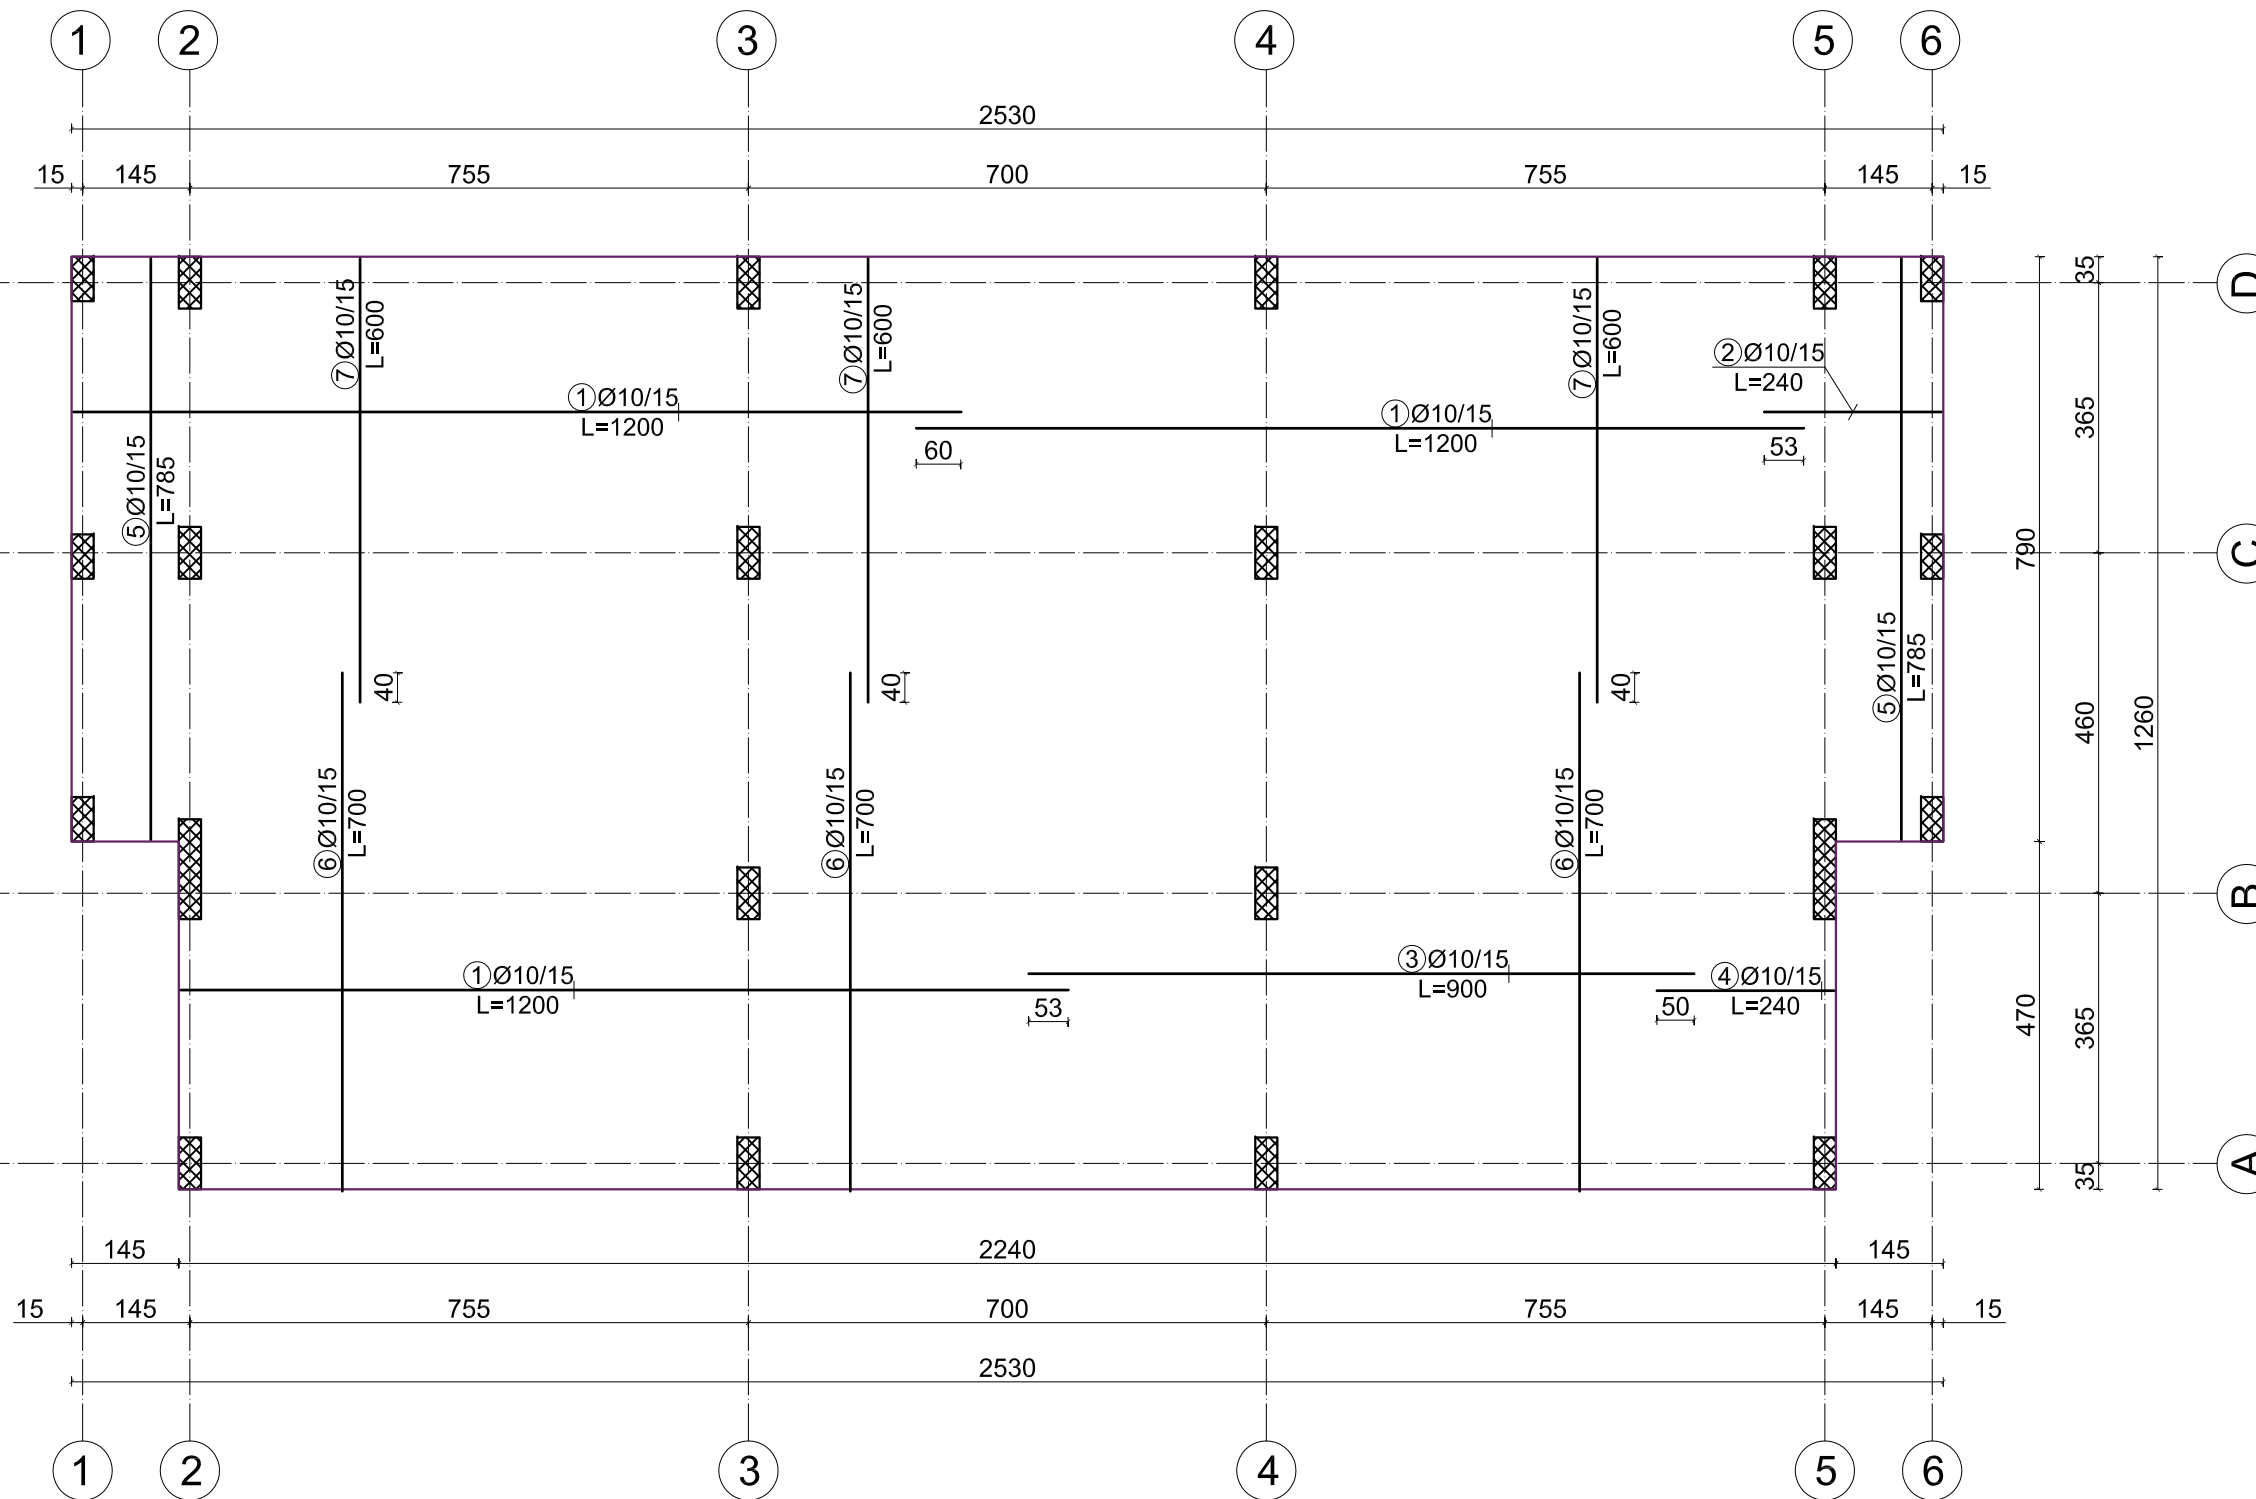 1 2 3 4 5 6
2530
15 145 755 700 755 145 15
35
D
⑦Ø10/15
L=600
⑦Ø10/15
L=600
⑦Ø10/15
L=600
②Ø10/15
L=240
①Ø10/15
L=1200
①Ø10/15
L=1200
60
53
365
⑤Ø10/15
L=785
790
C
40
40
40
⑤Ø10/15
L=785
460
1260
⑥Ø10/15
L=700
⑥Ø10/15
L=700
⑥Ø10/15
L=700
B
①Ø10/15
L=1200
53
③Ø10/15
L=900
④Ø10/15
L=240
50
470
365
A
35
145 2240 145
15 145 755 700 755 145 15
2530
1 2 3 4 5 6